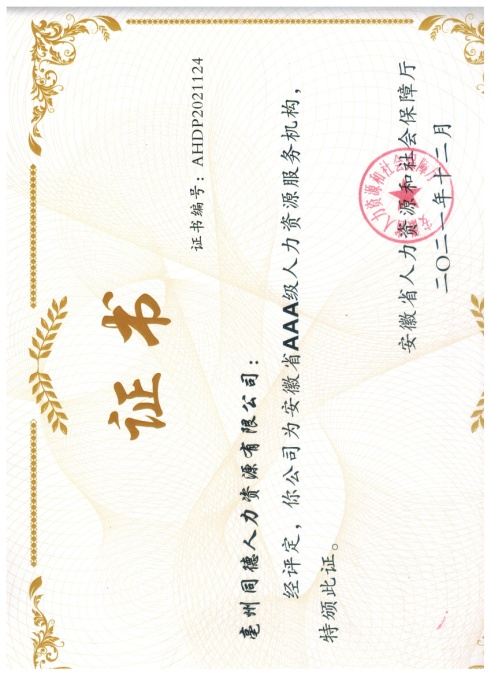 证书
证书编号：AHDP2021124
亳州同德人力资源有限公司：
经评定，你公司为安徽省AAA级人力资源服务机构，
特颁此证。
安徽省人力资源和社会保障厅
二〇二一年十二月